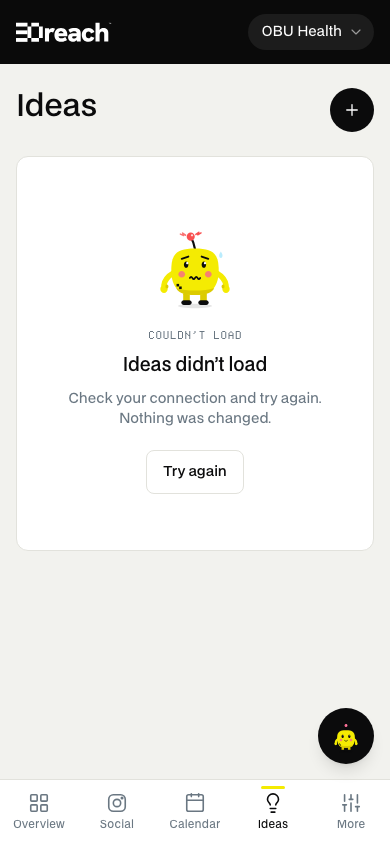 reach
OBU Health
Ideas
COULDN'T LOAD
Ideas didn't load
Check your connection and try again.
Nothing was changed.
Try again
Overview
Social
Calendar
Ideas
More